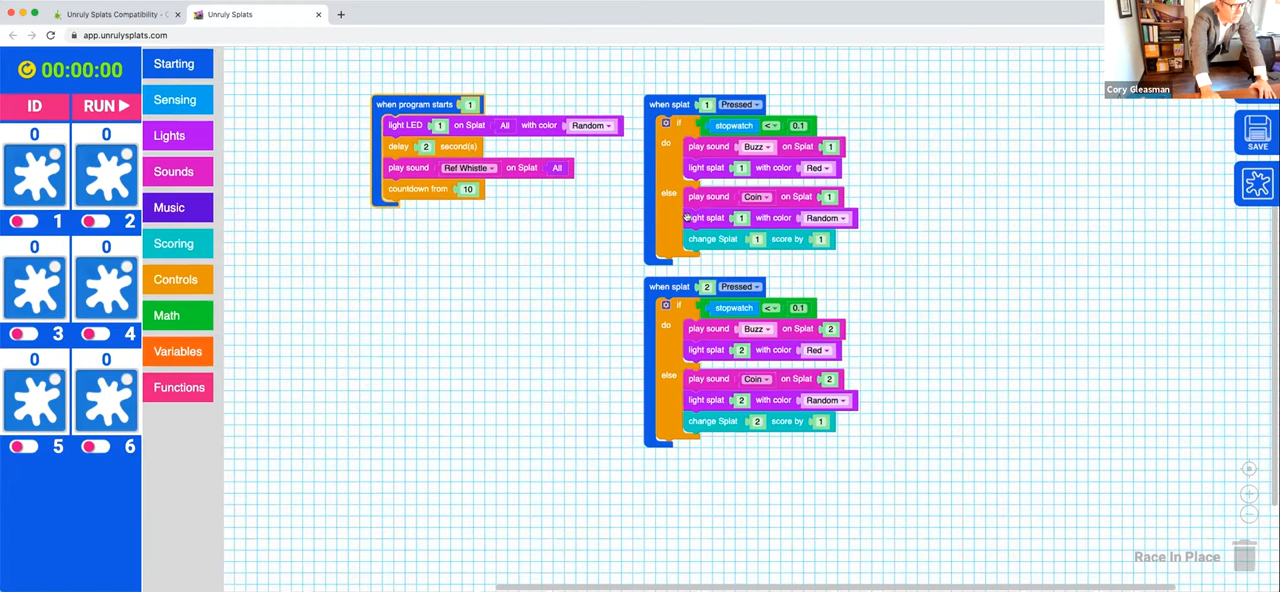 Unruly Splats Compatibility - 
Unruly Splats
app.unrulysplats.com
Cory Gleasman
00:00:00
ID RUN
0 0
1 2
0 0
3 4
0 0
5 6
Starting
Sensing
Lights
Sounds
Music
Scoring
Controls
Math
Variables
Functions
when program starts 1
light LED 1 on Splat All with color Random
delay 2 second(s)
play sound Ref Whistle on Splat All
countdown from 10
when splat 1 Pressed
if stopwatch < 0.1
do play sound Buzz on Splat 1
light splat 1 with color Red
else play sound Coin on Splat 1
light splat 1 with color Random
change Splat 1 score by 1
when splat 2 Pressed
if stopwatch < 0.1
do play sound Buzz on Splat 2
light splat 2 with color Red
else play sound Coin on Splat 2
light splat 2 with color Random
change Splat 2 score by 1
SAVE
Race In Place